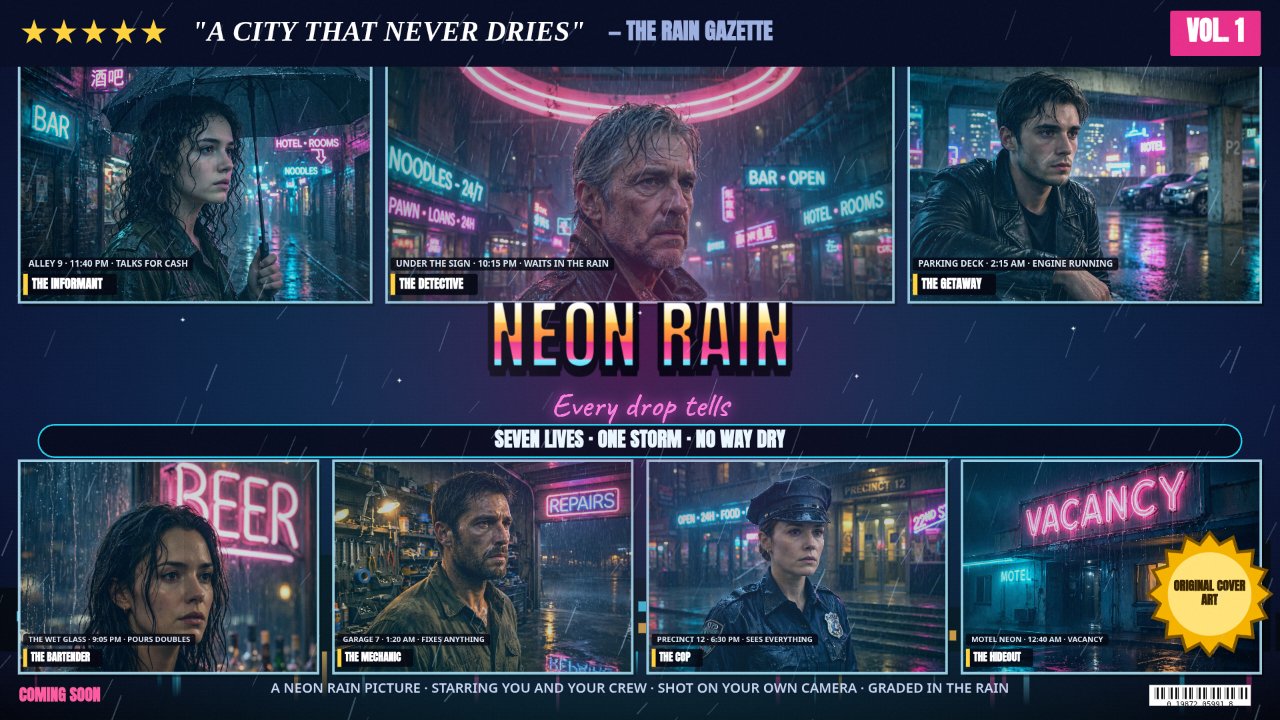 ★★★★★ "A CITY THAT NEVER DRIES" – THE RAIN GAZETTE
VOL. 1
酒吧
BAR
HOTEL • ROOMS
NOODLES
ALLEY 9 · 11:40 PM · TALKS FOR CASH
THE INFORMANT
NOODLES - 24/7
PAWN • LOANS • 24H
BAR • OPEN
HOTEL • ROOMS
UNDER THE SIGN · 10:15 PM · WAITS IN THE RAIN
THE DETECTIVE
MOTEL
P2
PARKING DECK · 2:15 AM · ENGINE RUNNING
THE GETAWAY
NEON RAIN
Every drop tells
SEVEN LIVES · ONE STORM · NO WAY DRY
BEER
THE WET GLASS · 9:05 PM · POURS DOUBLES
THE BARTENDER
REPAIRS
GARAGE 7 · 1:20 AM · FIXES ANYTHING
THE MECHANIC
PRECINCT 12
OPEN • 24H • FOOD •
22ND S
PRECINCT 12 · 6:30 PM · SEES EVERYTHING
THE COP
VACANCY
MOTEL
ORIGINAL COVER
ART
MOTEL NEON · 12:40 AM · VACANCY
THE HIDEOUT
COMING SOON
A NEON RAIN PICTURE · STARRING YOU AND YOUR CREW · SHOT ON YOUR OWN CAMERA · GRADED IN THE RAIN
0 19872 05991 8